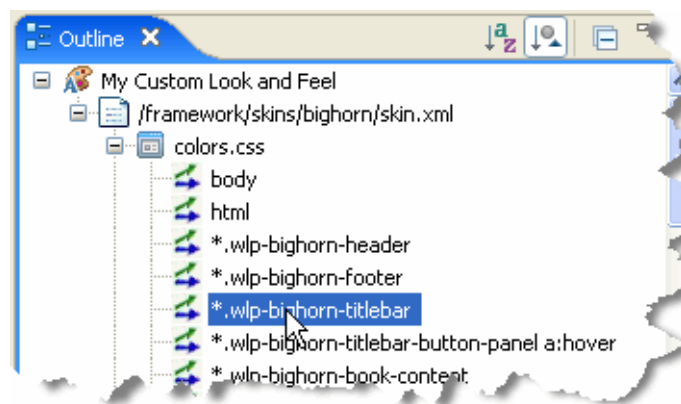 Outline
My Custom Look and Feel
/framework/skins/bighorn/skin.xml
colors.css
body
html
*.wlp-bighorn-header
*.wlp-bighorn-footer
*.wlp-bighorn-titlebar
*.wlp-bighorn-titlebar-button-panel a:hover
*.wlp-bighorn-book-content